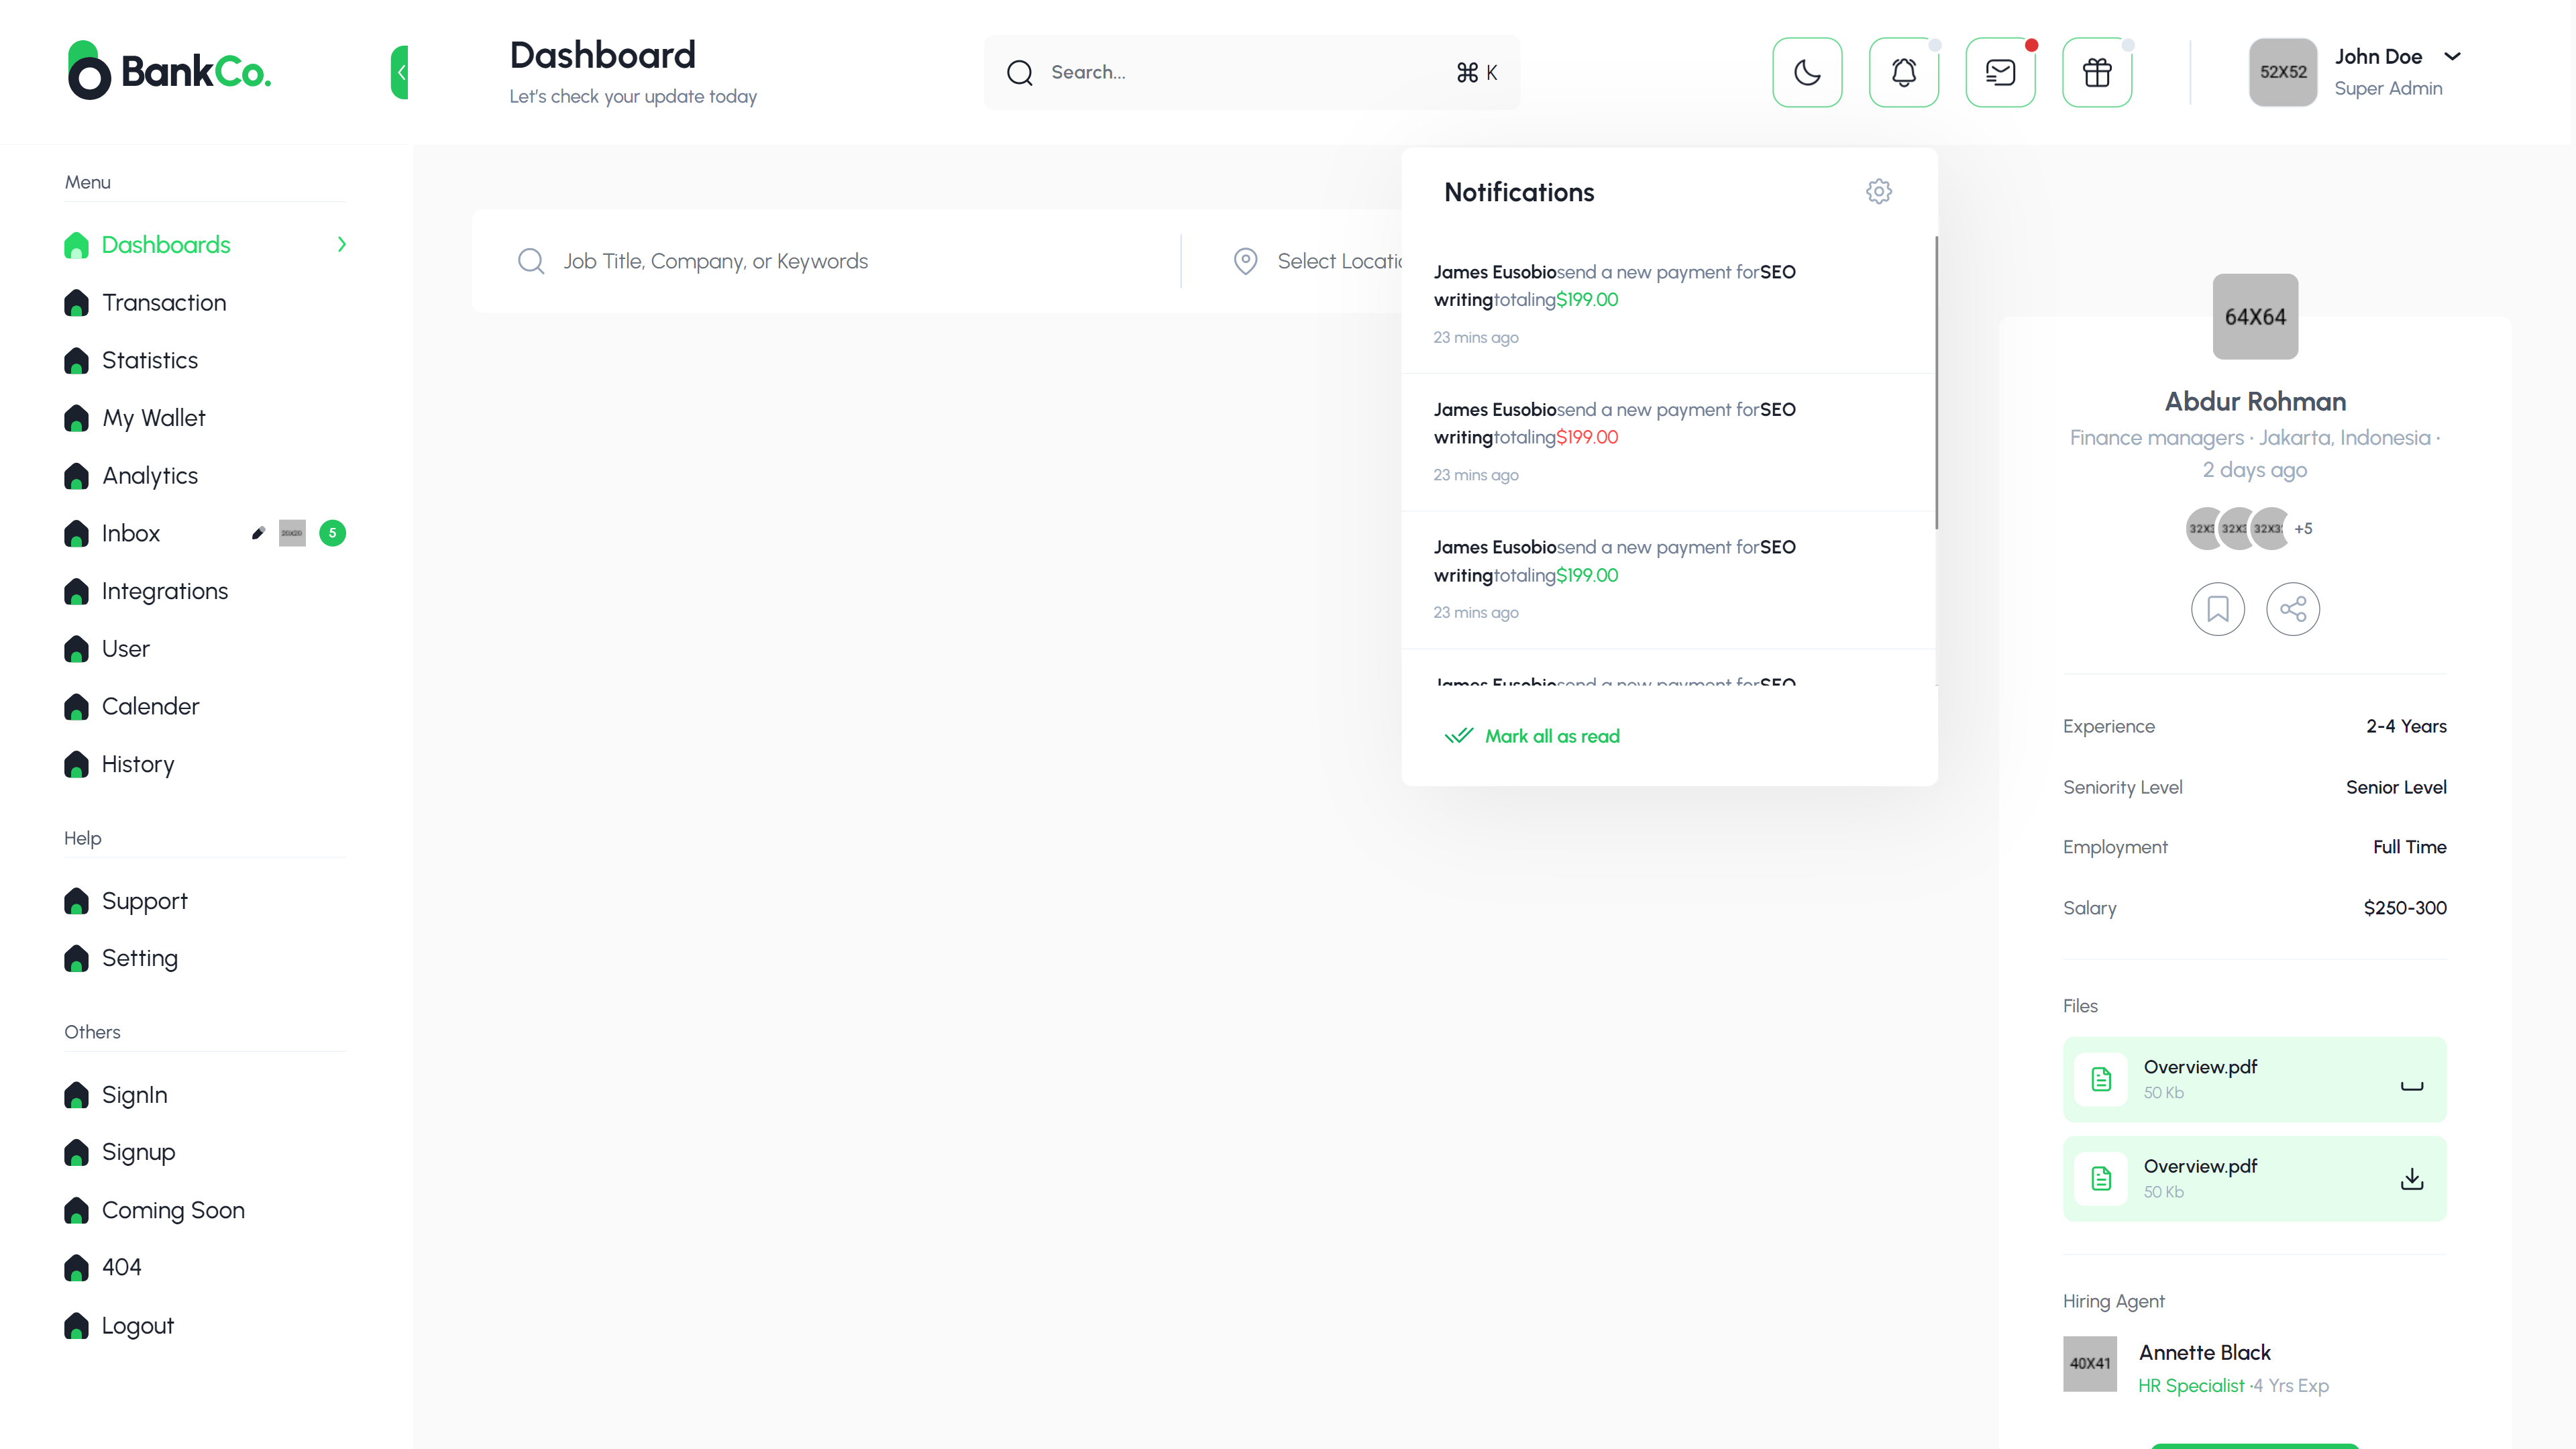 BankCo.
Dashboard
Let's check your update today
Search...
⌘ K
52X52
John Doe
Super Admin
Menu
Dashboards
Transaction
Statistics
My Wallet
Analytics
Inbox
5
Integrations
User
Calender
History
Help
Support
Setting
Others
SignIn
Signup
Coming Soon
404
Logout
Job Title, Company, or Keywords
Select Locatio
Notifications
James Eusobiosend a new payment forSEO
writingtotaling$199.00
23 mins ago
James Eusobiosend a new payment forSEO
writingtotaling$199.00
23 mins ago
James Eusobiosend a new payment forSEO
writingtotaling$199.00
23 mins ago
James Eusobiosend a new payment forSEO
Mark all as read
64X64
Abdur Rohman
Finance managers · Jakarta, Indonesia ·
2 days ago
32X3 32X3 32X3 +5
Experience 2-4 Years
Seniority Level Senior Level
Employment Full Time
Salary $250-300
Files
Overview.pdf
50 Kb
Overview.pdf
50 Kb
Hiring Agent
40X41
Annette Black
HR Specialist ·4 Yrs Exp